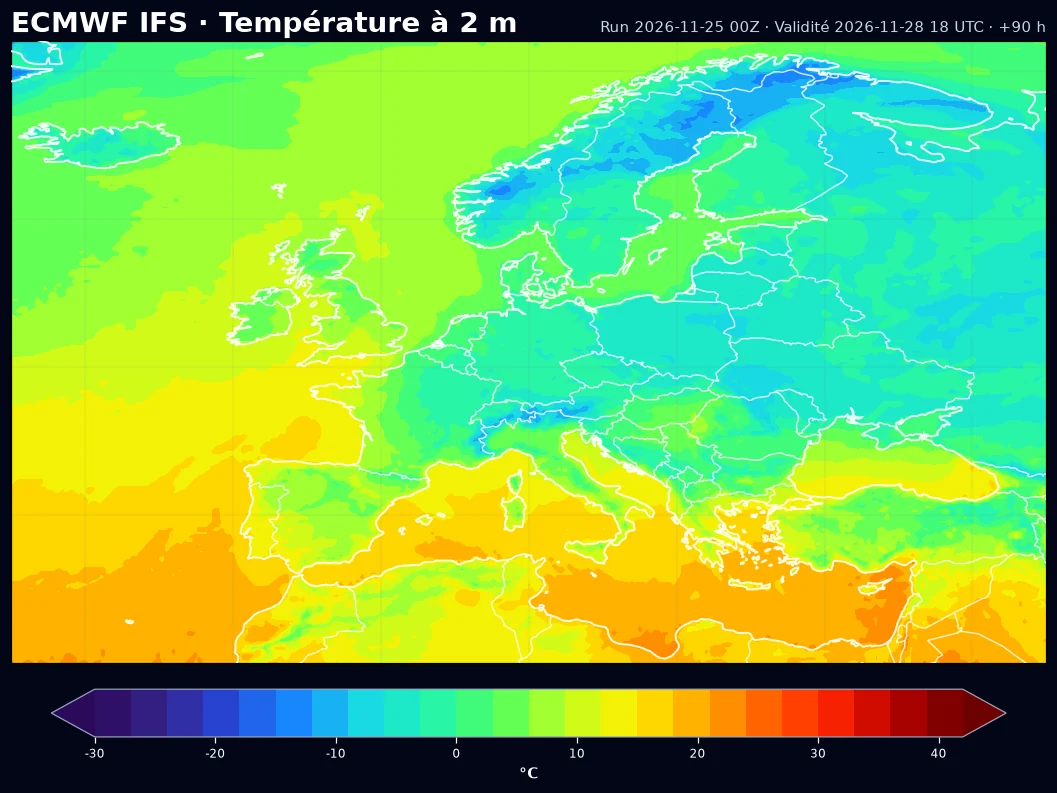 ECMWF IFS · Température à 2 m
Run 2026-11-25 00Z · Validité 2026-11-28 18 UTC · +90 h
-30 -20 -10 0 10 20 30 40
°C